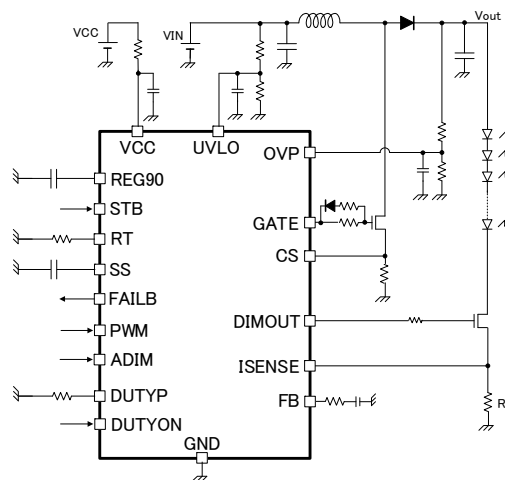 VCC
VIN
Vout
VCC
UVLO
OVP
REG90
STB
RT
SS
FAILB
PWM
ADIM
DUTYP
DUTYON
GATE
CS
DIMOUT
ISENSE
FB
GND
R